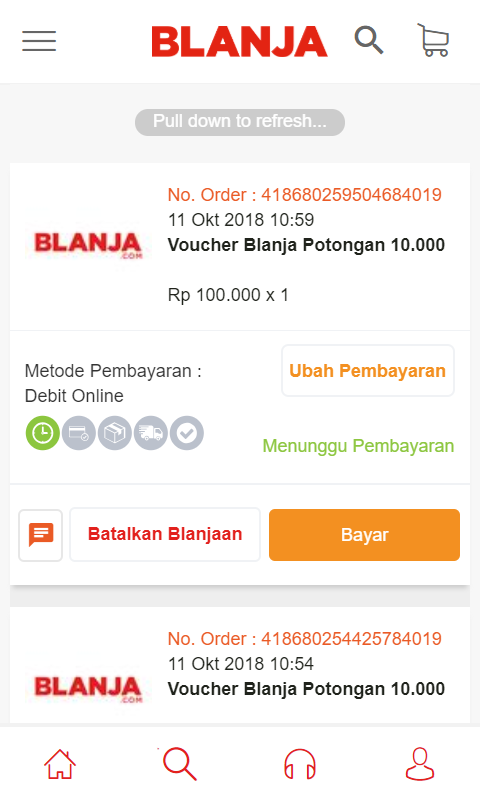 BLANJA
Pull down to refresh...
No. Order : 418680259504684019
11 Okt 2018 10:59
BLANJA
.COM
Voucher Blanja Potongan 10.000
Rp 100.000 x 1
Metode Pembayaran :
Debit Online
Ubah Pembayaran
Menunggu Pembayaran
Batalkan Blanjaan
Bayar
No. Order : 418680254425784019
11 Okt 2018 10:54
BLANJA
.COM
Voucher Blanja Potongan 10.000